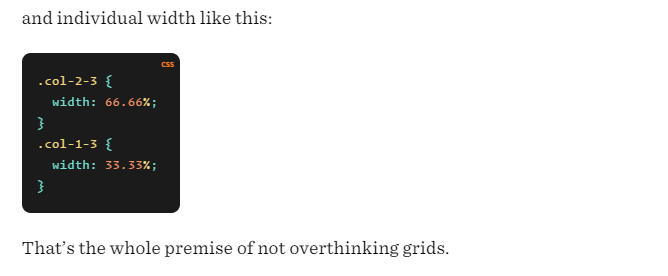 and individual width like this:
css
.col-2-3 {
  width: 66.66%;
}
.col-1-3 {
  width: 33.33%;
}
That’s the whole premise of not overthinking grids.